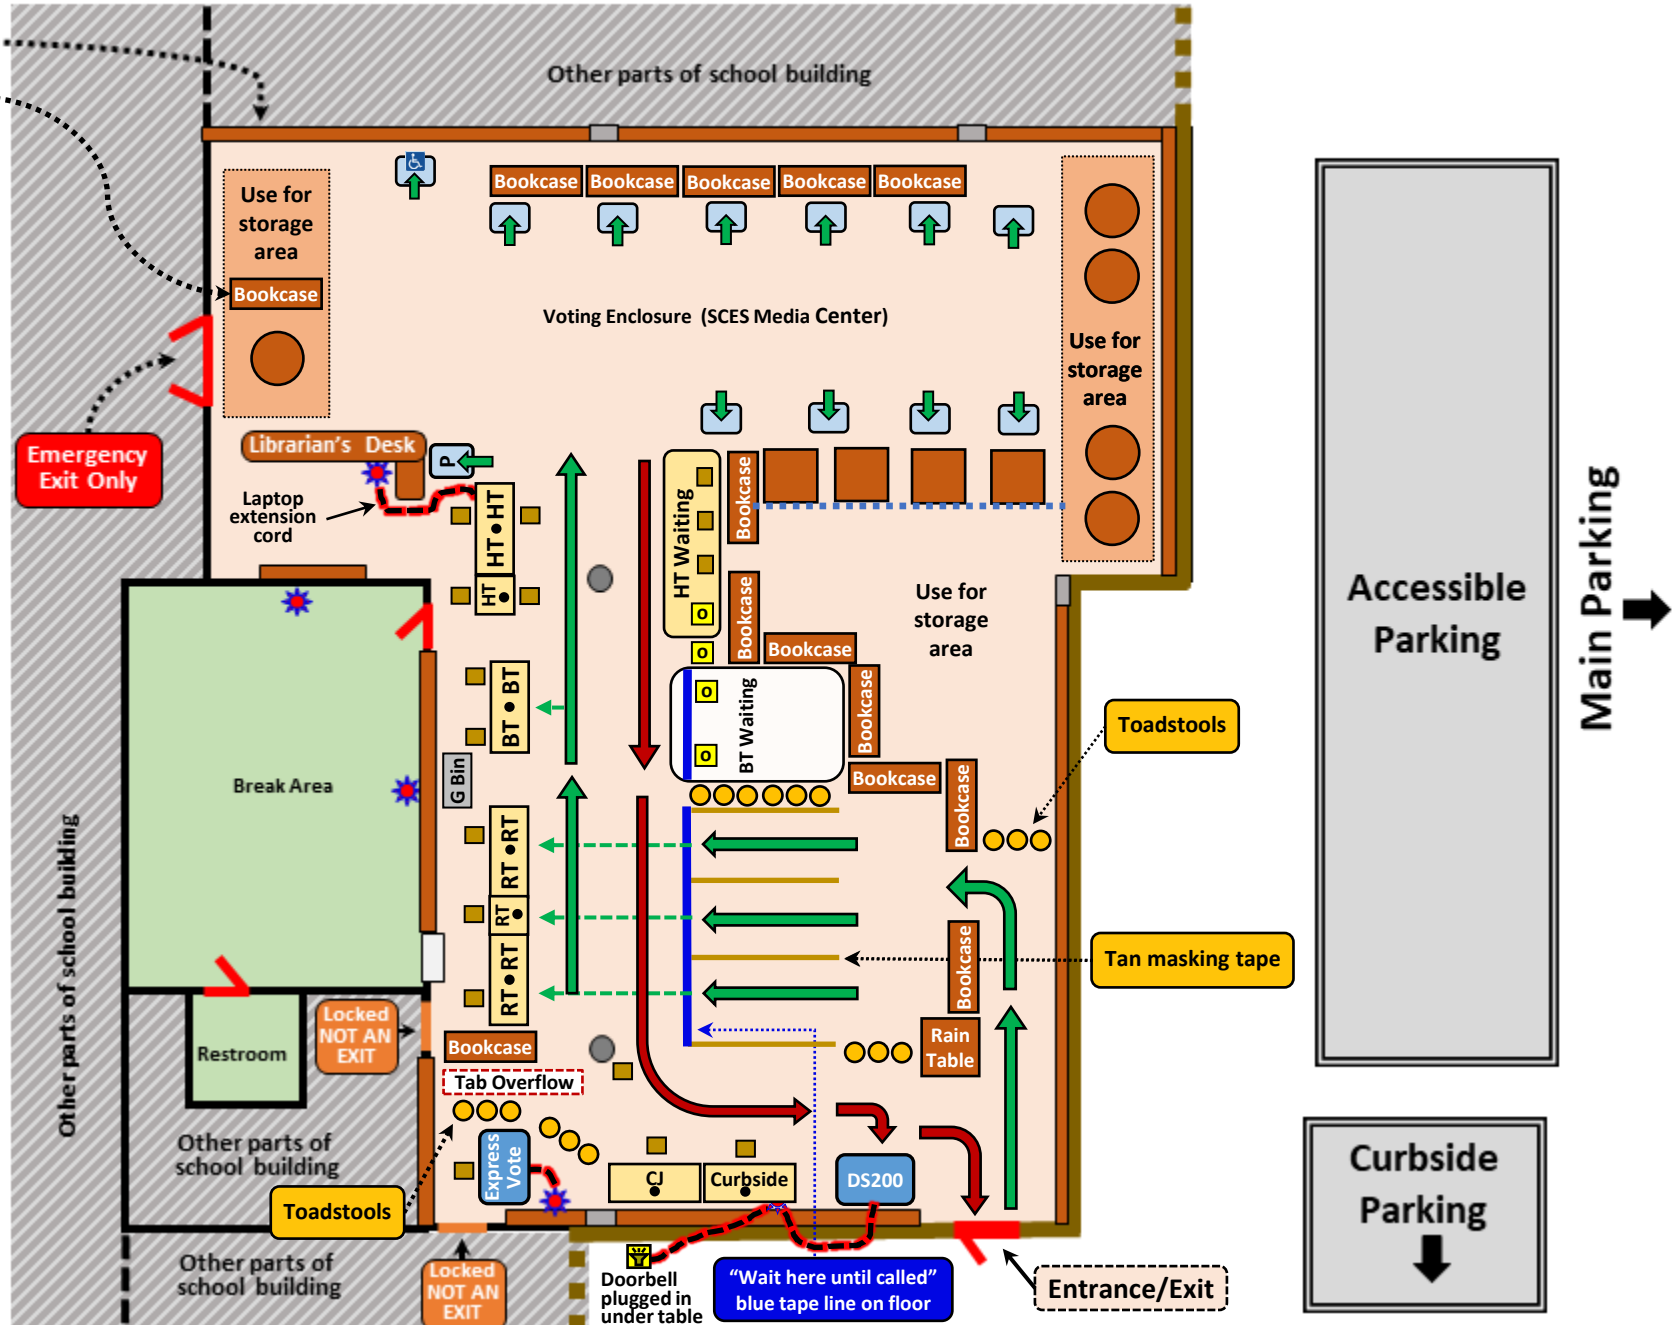 Other parts of school building
Use for
storage
area
Bookcase
Bookcase
Bookcase
Bookcase
Bookcase
Bookcase
Voting Enclosure (SCES Media Center)
Use for
storage
area
Emergency
Exit Only
Librarian's Desk
P
Laptop
extension
cord
HT • HT
HT •
HT Waiting
o
o
Bookcase
Bookcase
Bookcase
Use for
storage
area
Accessible
Parking
Main Parking
BT • BT
o
o
BT Waiting
Bookcase
Bookcase
Bookcase
Toadstools
Break Area
G Bin
RT • RT
RT •
RT • RT
Bookcase
Tan masking tape
Other parts of school building
Restroom
Locked
NOT AN
EXIT
Bookcase
Rain
Table
Tab Overflow
Other parts of
school building
Express
Vote
CJ
Curbside
DS200
Toadstools
Curbside
Parking
Other parts of
school building
Locked
NOT AN
EXIT
Doorbell
plugged in
under table
“Wait here until called”
blue tape line on floor
Entrance/Exit